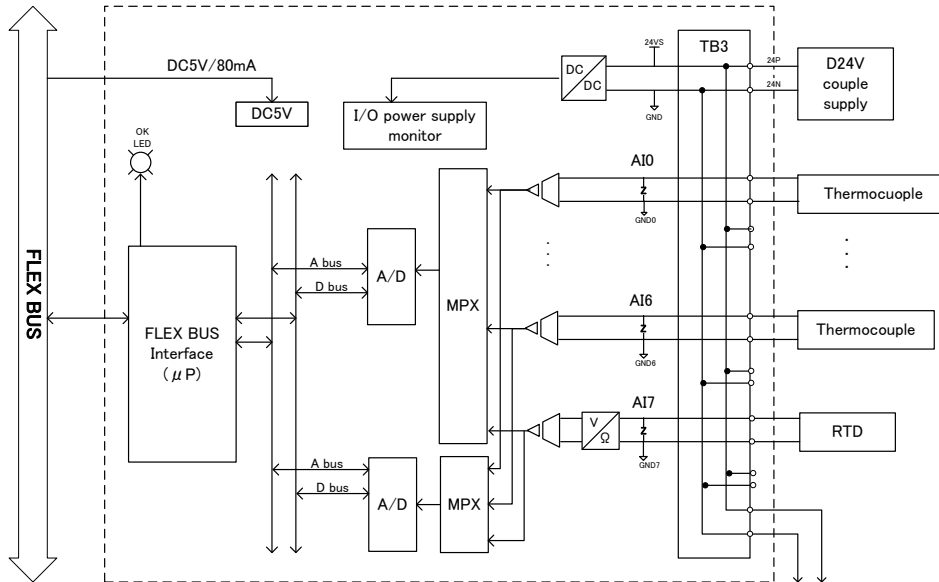 TB3
24VS
24P
D24V
couple
supply
DC5V/80mA
DC
DC
24N
DC5V
I/O power supply
monitor
GND
OK
LED
AI0
Thermocuople
GND0
FLEX BUS
A bus
A/D
D bus
MPX
AI6
FLEX BUS
Interface
(μP)
Thermocouple
GND6
AI7
V
Ω
RTD
GND7
A bus
D bus
A/D
MPX